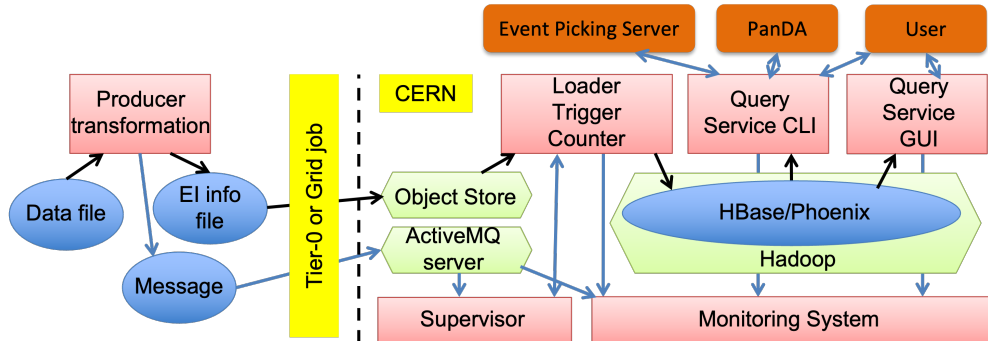 Event Picking Server
PanDA
User
Producer
transformation
CERN
Loader
Trigger
Counter
Query
Service CLI
Query
Service
GUI
Data file
EI info
file
Tier-0 or Grid job
Object Store
HBase/Phoenix
ActiveMQ
server
Hadoop
Message
Supervisor
Monitoring System